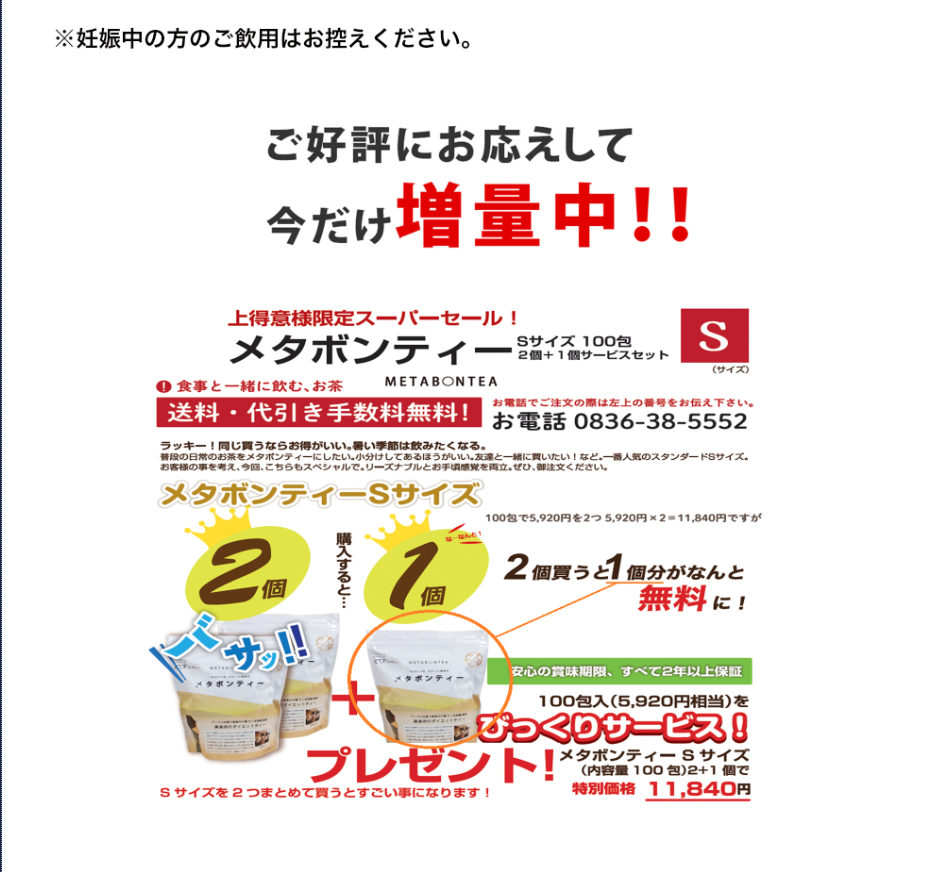 ※妊娠中の方のご飲用はお控えください。
ご好評にお応えして
今だけ増量中!!
上得意様限定スーパーセール！
メタボンティー
Sサイズ 100包
2個＋1個サービスセット
S
（サイズ）
METABONTEA
! 食事と一緒に飲む、お茶
送料・代引き手数料無料!
お電話でご注文の際は左上の番号をお伝え下さい。
お電話 0836-38-5552
ラッキー！同じ買うならお得がいい。暑い季節は飲みたくなる。
普段の日常のお茶をメタボンティーにしたい。小分けしてあるほうがいい。友達と一緒に買いたい！など。一番人気のスタンダードSサイズ。
お客様の事を考え、今回、こちらもスペシャルで。リーズナブルとお手頃感覚を両立。ぜひ、御注文ください。
メタボンティーSサイズ
100包で5,920円を2つ 5,920円×2＝11,840円ですが
2個
購入すると…
な…なんと！
1個
2個買うと1個分がなんと
無料に！
バサッ!!
METABONTEA
メタボンティー
ティー
+
安心の賞味期限、すべて2年以上保証
100包入（5,920円相当）を
びっくりサービス！
プレゼント!
メタボンティー S サイズ
（内容量 100 包）2+1 個で
特別価格 11,840円
S サイズを 2 つまとめて買うとすごい事になります！